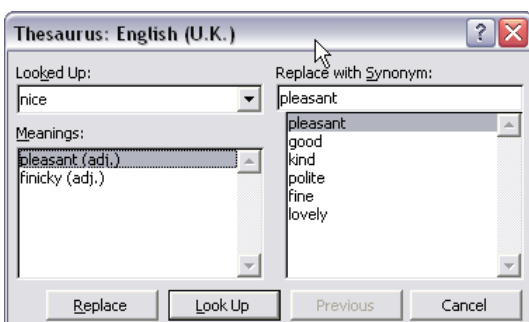 Thesaurus: English (U.K.)
Looked Up:
nice
Meanings:
pleasant (adj.)
finicky (adj.)
Replace with Synonym:
pleasant
pleasant
good
kind
polite
fine
lovely
Replace
Look Up
Previous
Cancel